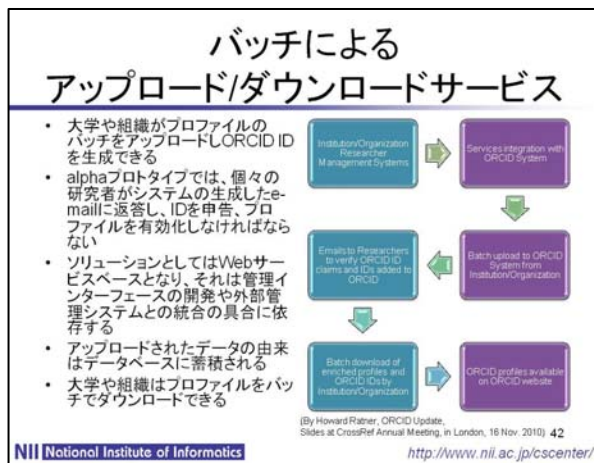 バッチによる
アップロード/ダウンロードサービス
• 大学や組織がプロファイルの
バッチをアップロードしORCID ID
を生成できる
• alphaプロトタイプでは、個々の
研究者がシステムの生成したe-
mailに返答し、IDを申告、プロ
ファイルを有効化しなければなら
ない
• ソリューションとしてはWebサー
ビスベースとなり、それは管理イ
ンターフェースの開発や外部管
理システムとの統合の具合に依
存する
• アップロードされたデータの由来
はデータベースに蓄積される
• 大学や組織はプロファイルをバッ
チでダウンロードできる
Institution/Organization
Researcher
Management Systems
Services integration with
ORCID System
Batch upload to ORCID
System from
Institution/Organization
Emails to Researchers
to verify ORCID ID
claims and IDs added to
ORCID
Batch download of
enriched profiles and
ORCID IDs by
Institution/Organization
ORCID profiles available
on ORCID website
(By Howard Ratner, ORCID Update,
Slides at CrossRef Annual Meeting, in London, 16 Nov. 2010)
42
NII National Institute of Informatics
http://www.nii.ac.jp/cscenter/